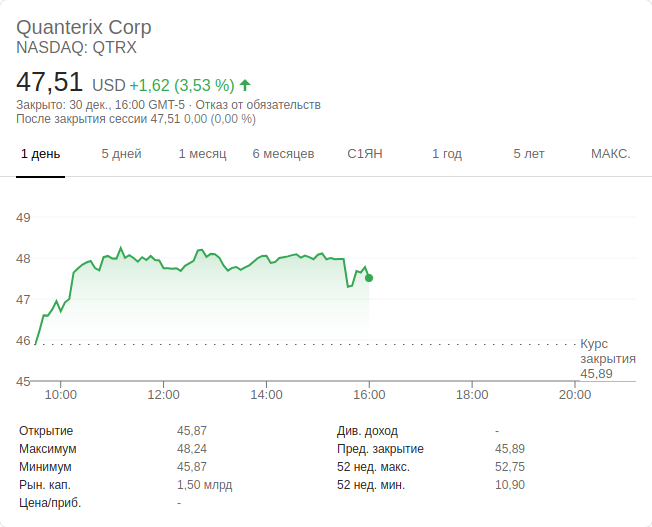 Quanterix Corp
NASDAQ: QTRX
47,51 USD +1,62 (3,53 %)
Закрыто: 30 дек., 16:00 GMT-5 · Отказ от обязательств
После закрытия сессии 47,51 0,00 (0,00 %)
1 день 5 дней 1 месяц 6 месяцев С1ЯН 1 год 5 лет МАКС.
49
48
47
46
45
Курс
закрытия
45,89
10:00 12:00 14:00 16:00 18:00 20:00
Открытие 45,87 Див. доход -
Максимум 48,24 Пред. закрытие 45,89
Минимум 45,87 52 нед. макс. 52,75
Рын. кап. 1,50 млрд 52 нед. мин. 10,90
Цена/приб. -